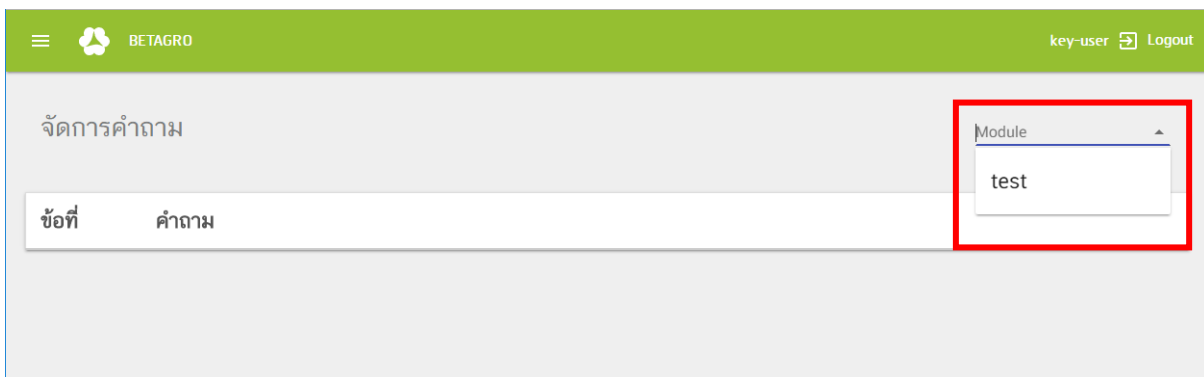 BETAGRO
key-user Logout
จัดการคำถาม
Module
test
ข้อที่ คำถาม